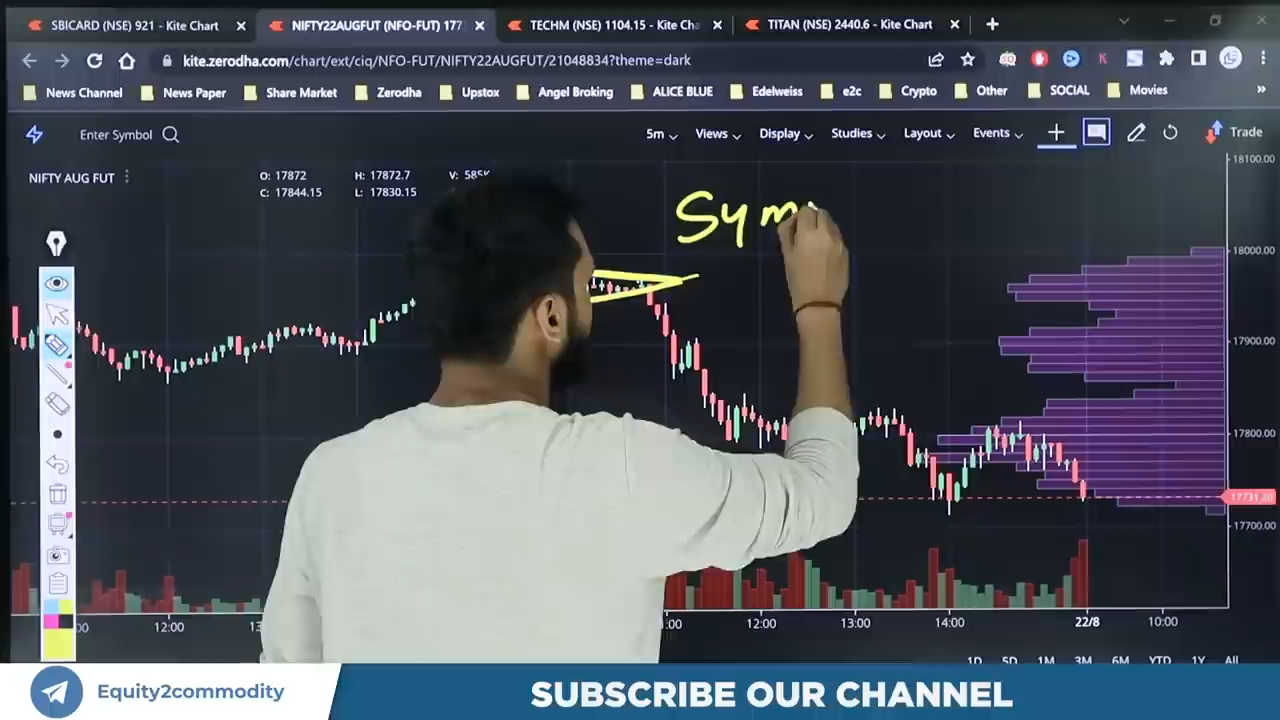 SBICARD (NSE) 921 - Kite Chart
NIFTY22AUGFUT (NFO-FUT) 177
TECHM (NSE) 1104.15 - Kite Cha
TITAN (NSE) 2440.6 - Kite Chart
kite.zerodha.com/chart/ext/ciq/NFO-FUT/NIFTY22AUGFUT/21048834?theme=dark
News Channel News Paper Share Market Zerodha Upstox Angel Broking ALICE BLUE Edelweiss e2c Crypto Other SOCIAL Movies »
Enter Symbol 5m Views Display Studies Layout Events Trade
NIFTY AUG FUT
O: 17872 H: 17872.7 V: 585K
C: 17844.15 L: 17830.15
Sym
18100.00
18000.00
17900.00
17800.00
17731.20
17700.00
12:00 12:00 13:00 14:00 22/8 10:00
1D 5D 1M 3M 6M YTD 1Y All
Equity2commodity
SUBSCRIBE OUR CHANNEL